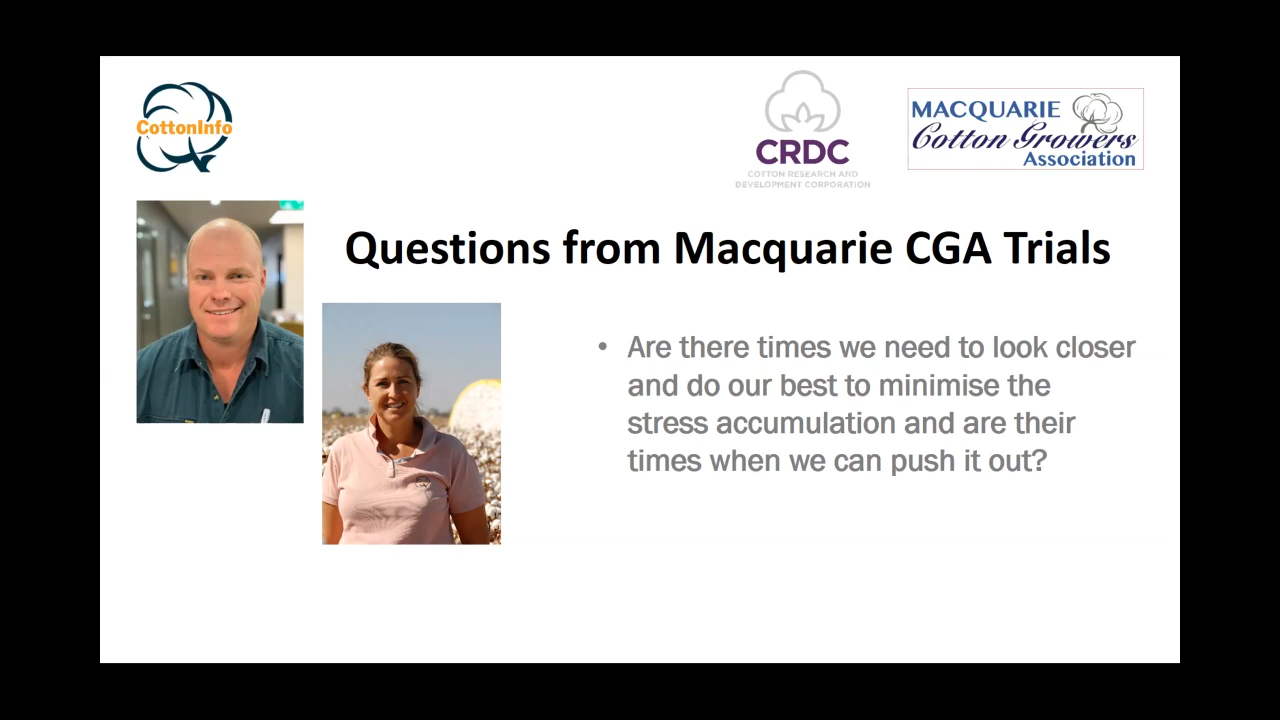 CottonInfo
CRDC
COTTON RESEARCH AND
DEVELOPMENT CORPORATION
MACQUARIE
Cotton Growers
Association
Questions from Macquarie CGA Trials
• Are there times we need to look closer
and do our best to minimise the
stress accumulation and are their
times when we can push it out?